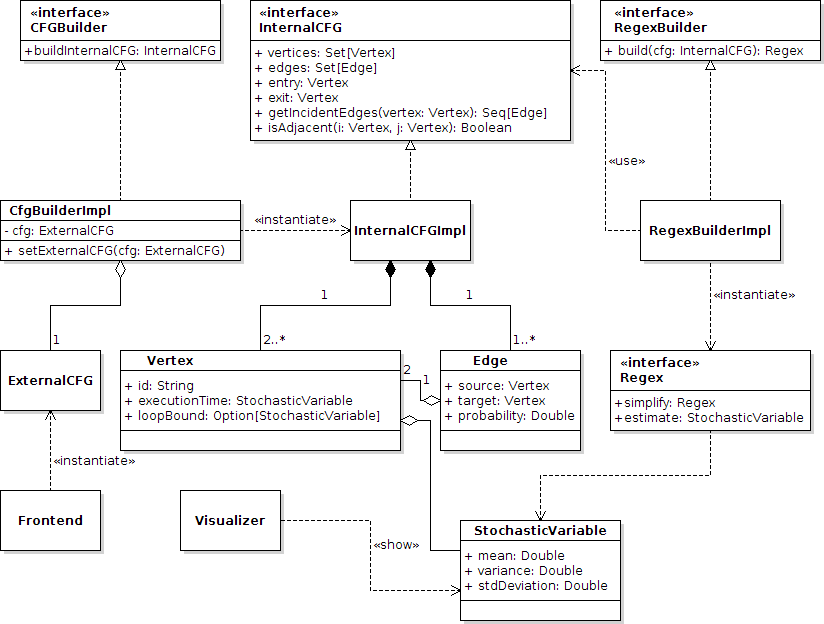 «interface»
CFGBuilder
+buildInternalCFG: InternalCFG
«interface»
InternalCFG
+ vertices: Set[Vertex]
+ edges: Set[Edge]
+ entry: Vertex
+ exit: Vertex
+ getIncidentEdges(vertex: Vertex): Seq[Edge]
+ isAdjacent(i: Vertex, j: Vertex): Boolean
«interface»
RegexBuilder
+ build(cfg: InternalCFG): Regex
«use»
CfgBuilderImpl
- cfg: ExternalCFG
+ setExternalCFG(cfg: ExternalCFG)
«instantiate»
InternalCFGImpl
RegexBuilderImpl
«instantiate»
1
1
1
2..*
1..*
ExternalCFG
Vertex
+ id: String
+ executionTime: StochasticVariable
+ loopBound: Option[StochasticVariable]
2
1
Edge
+ source: Vertex
+ target: Vertex
+ probability: Double
«interface»
Regex
+simplify: Regex
+estimate: StochasticVariable
«instantiate»
Frontend
Visualizer
«show»
StochasticVariable
+ mean: Double
+ variance: Double
+ stdDeviation: Double